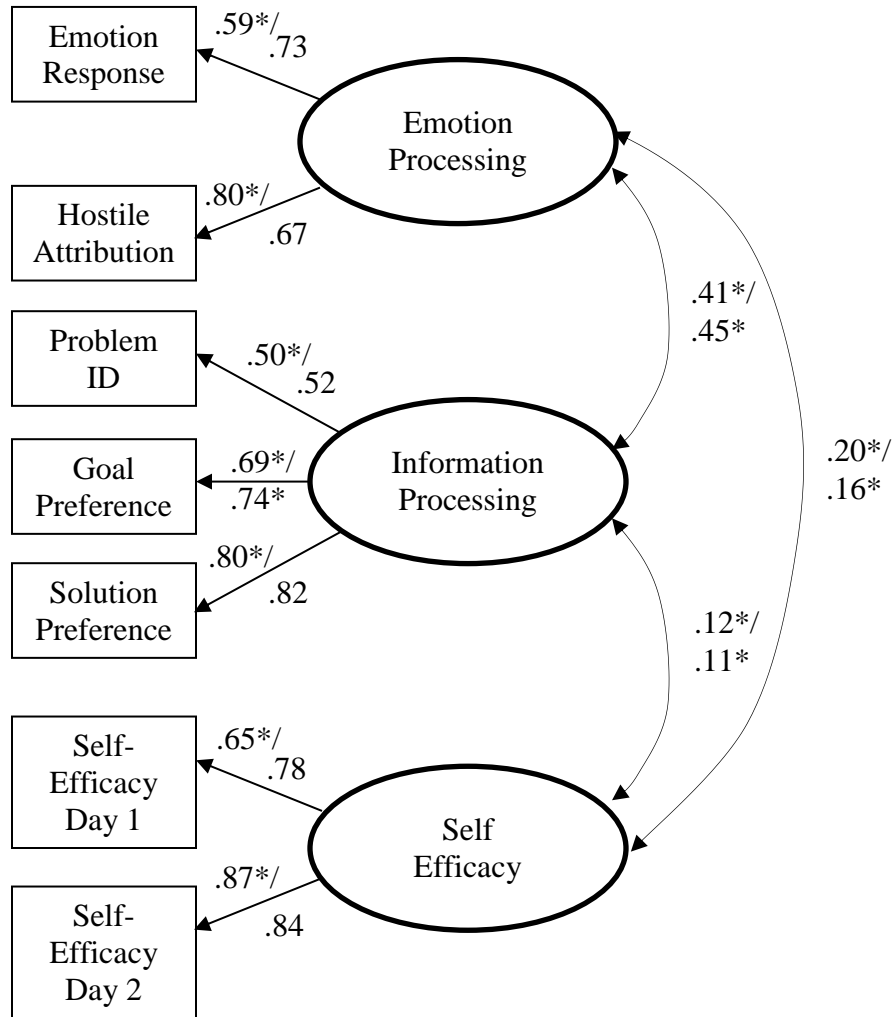 Emotion
Response
.59*/
.73
Emotion
Processing
Hostile
Attribution
.80*/
.67
.41*/
.45*
Problem
ID
.50*/
.52
Goal
Preference
.69*/
.74*
Information
Processing
.20*/
.16*
Solution
Preference
.80*/
.82
.12*/
.11*
Self-
Efficacy
Day 1
.65*/
.78
Self
Efficacy
Self-
Efficacy
Day 2
.87*/
.84